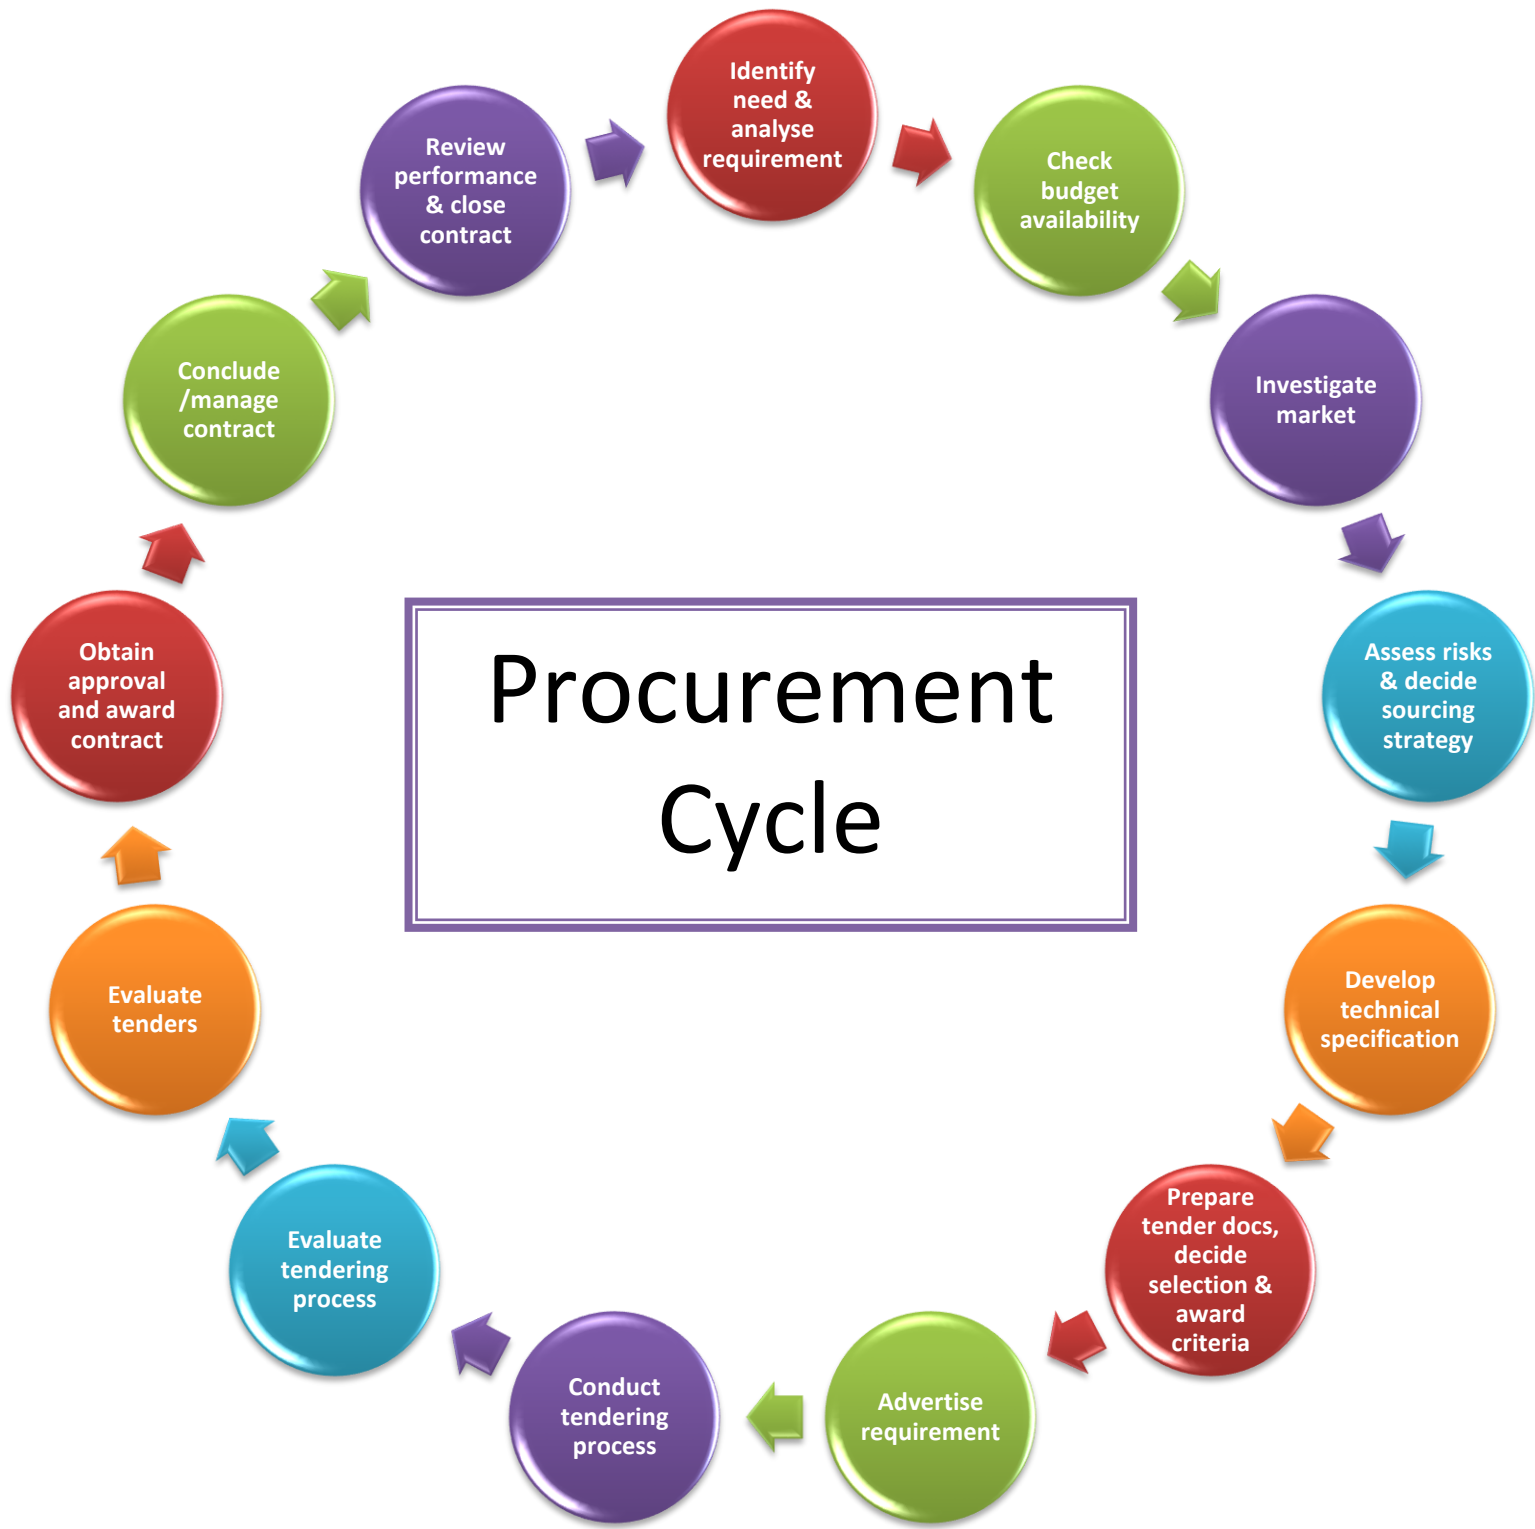 Identify
need &
analyse
requirement
Check
budget
availability
Investigate
market
Assess risks
& decide
sourcing
strategy
Develop
technical
specification
Prepare
tender docs,
decide
selection &
award
criteria
Advertise
requirement
Conduct
tendering
process
Evaluate
tendering
process
Evaluate
tenders
Obtain
approval
and award
contract
Conclude
/manage
contract
Review
performance
& close
contract
Procurement
Cycle